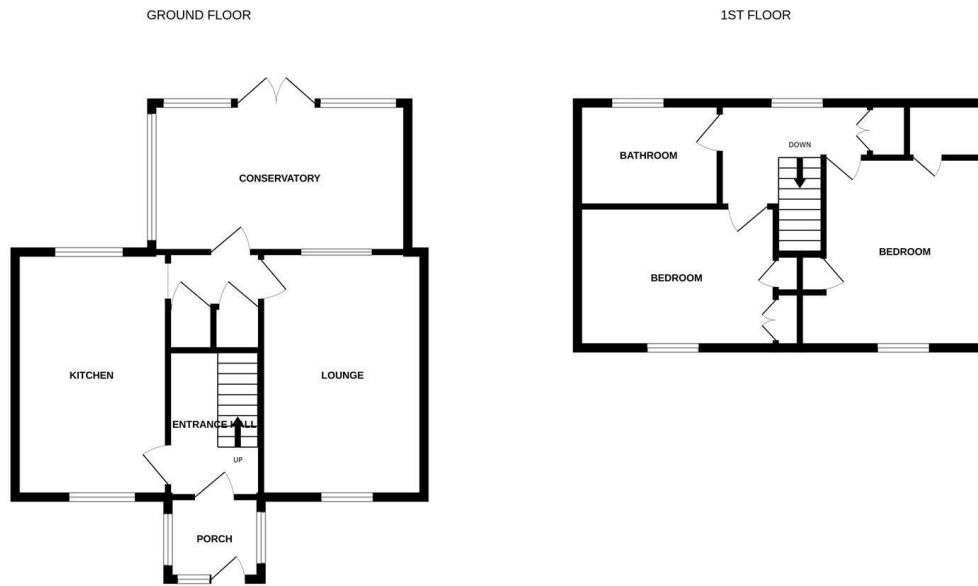 GROUND FLOOR
1ST FLOOR
CONSERVATORY
KITCHEN
LOUNGE
ENTRANCE HALL
UP
PORCH
BATHROOM
DOWN
BEDROOM
BEDROOM